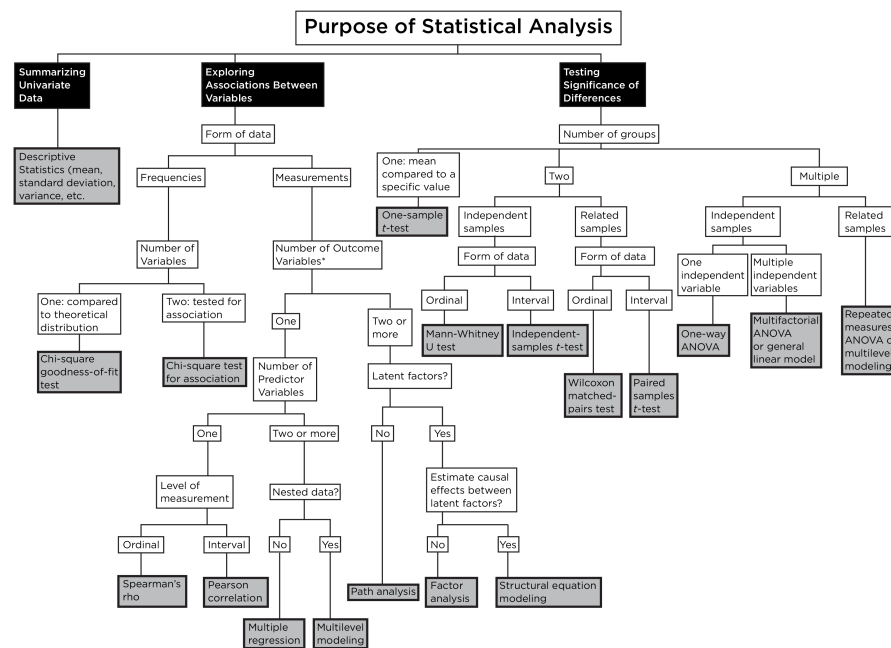 Purpose of Statistical Analysis
Summarizing
Univariate
Data
Exploring
Associations Between
Variables
Testing
Significance of
Differences
Descriptive
Statistics (mean,
standard deviation,
variance, etc.
Form of data
Frequencies
Measurements
Number of
Variables
Number of Outcome
Variables*
One: compared
to theoretical
distribution
Two: tested for
association
Chi-square
goodness-of-fit
test
Chi-square test
for association
One
Two or
more
Number of
Predictor
Variables
Latent factors?
One
Two or more
No
Yes
Level of
measurement
Nested data?
Estimate causal
effects between
latent factors?
Ordinal
Interval
No
Yes
No
Yes
Spearman's
rho
Pearson
correlation
Multiple
regression
Multilevel
modeling
Path analysis
Factor
analysis
Structural equation
modeling
Number of groups
One: mean
compared to a
specific value
Two
Multiple
One-sample
t-test
Independent
samples
Related
samples
Independent
samples
Related
samples
Form of data
Form of data
One
independent
variable
Multiple
independent
variables
Ordinal
Interval
Ordinal
Interval
Mann-Whitney
U test
Independent-
samples t-test
Wilcoxon
matched-
pairs test
Paired
samples
t-test
One-way
ANOVA
Multifactorial
ANOVA
or general
linear model
Repeated
measures
ANOVA o
multileve
modeling